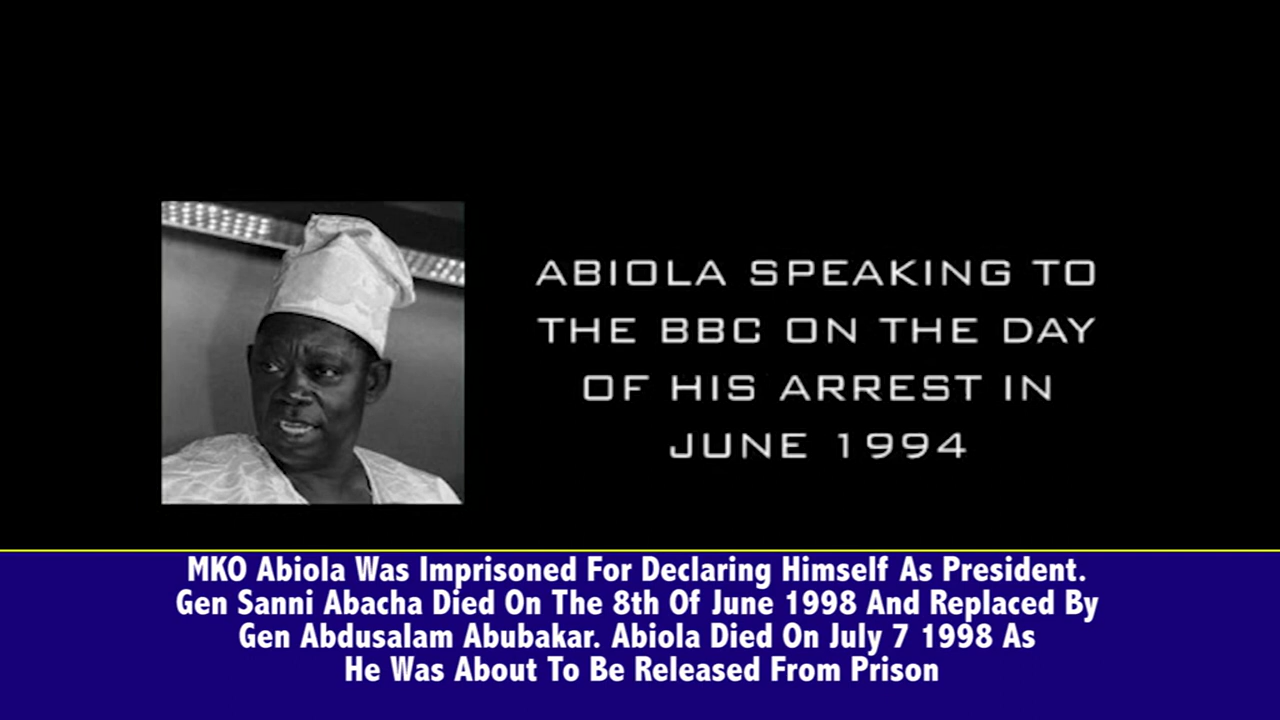 ABIOLA SPEAKING TO
THE BBC ON THE DAY
OF HIS ARREST IN
JUNE 1994
MKO Abiola Was Imprisoned For Declaring Himself As President.
Gen Sanni Abacha Died On The 8th Of June 1998 And Replaced By
Gen Abdusalam Abubakar. Abiola Died On July 7 1998 As
He Was About To Be Released From Prison